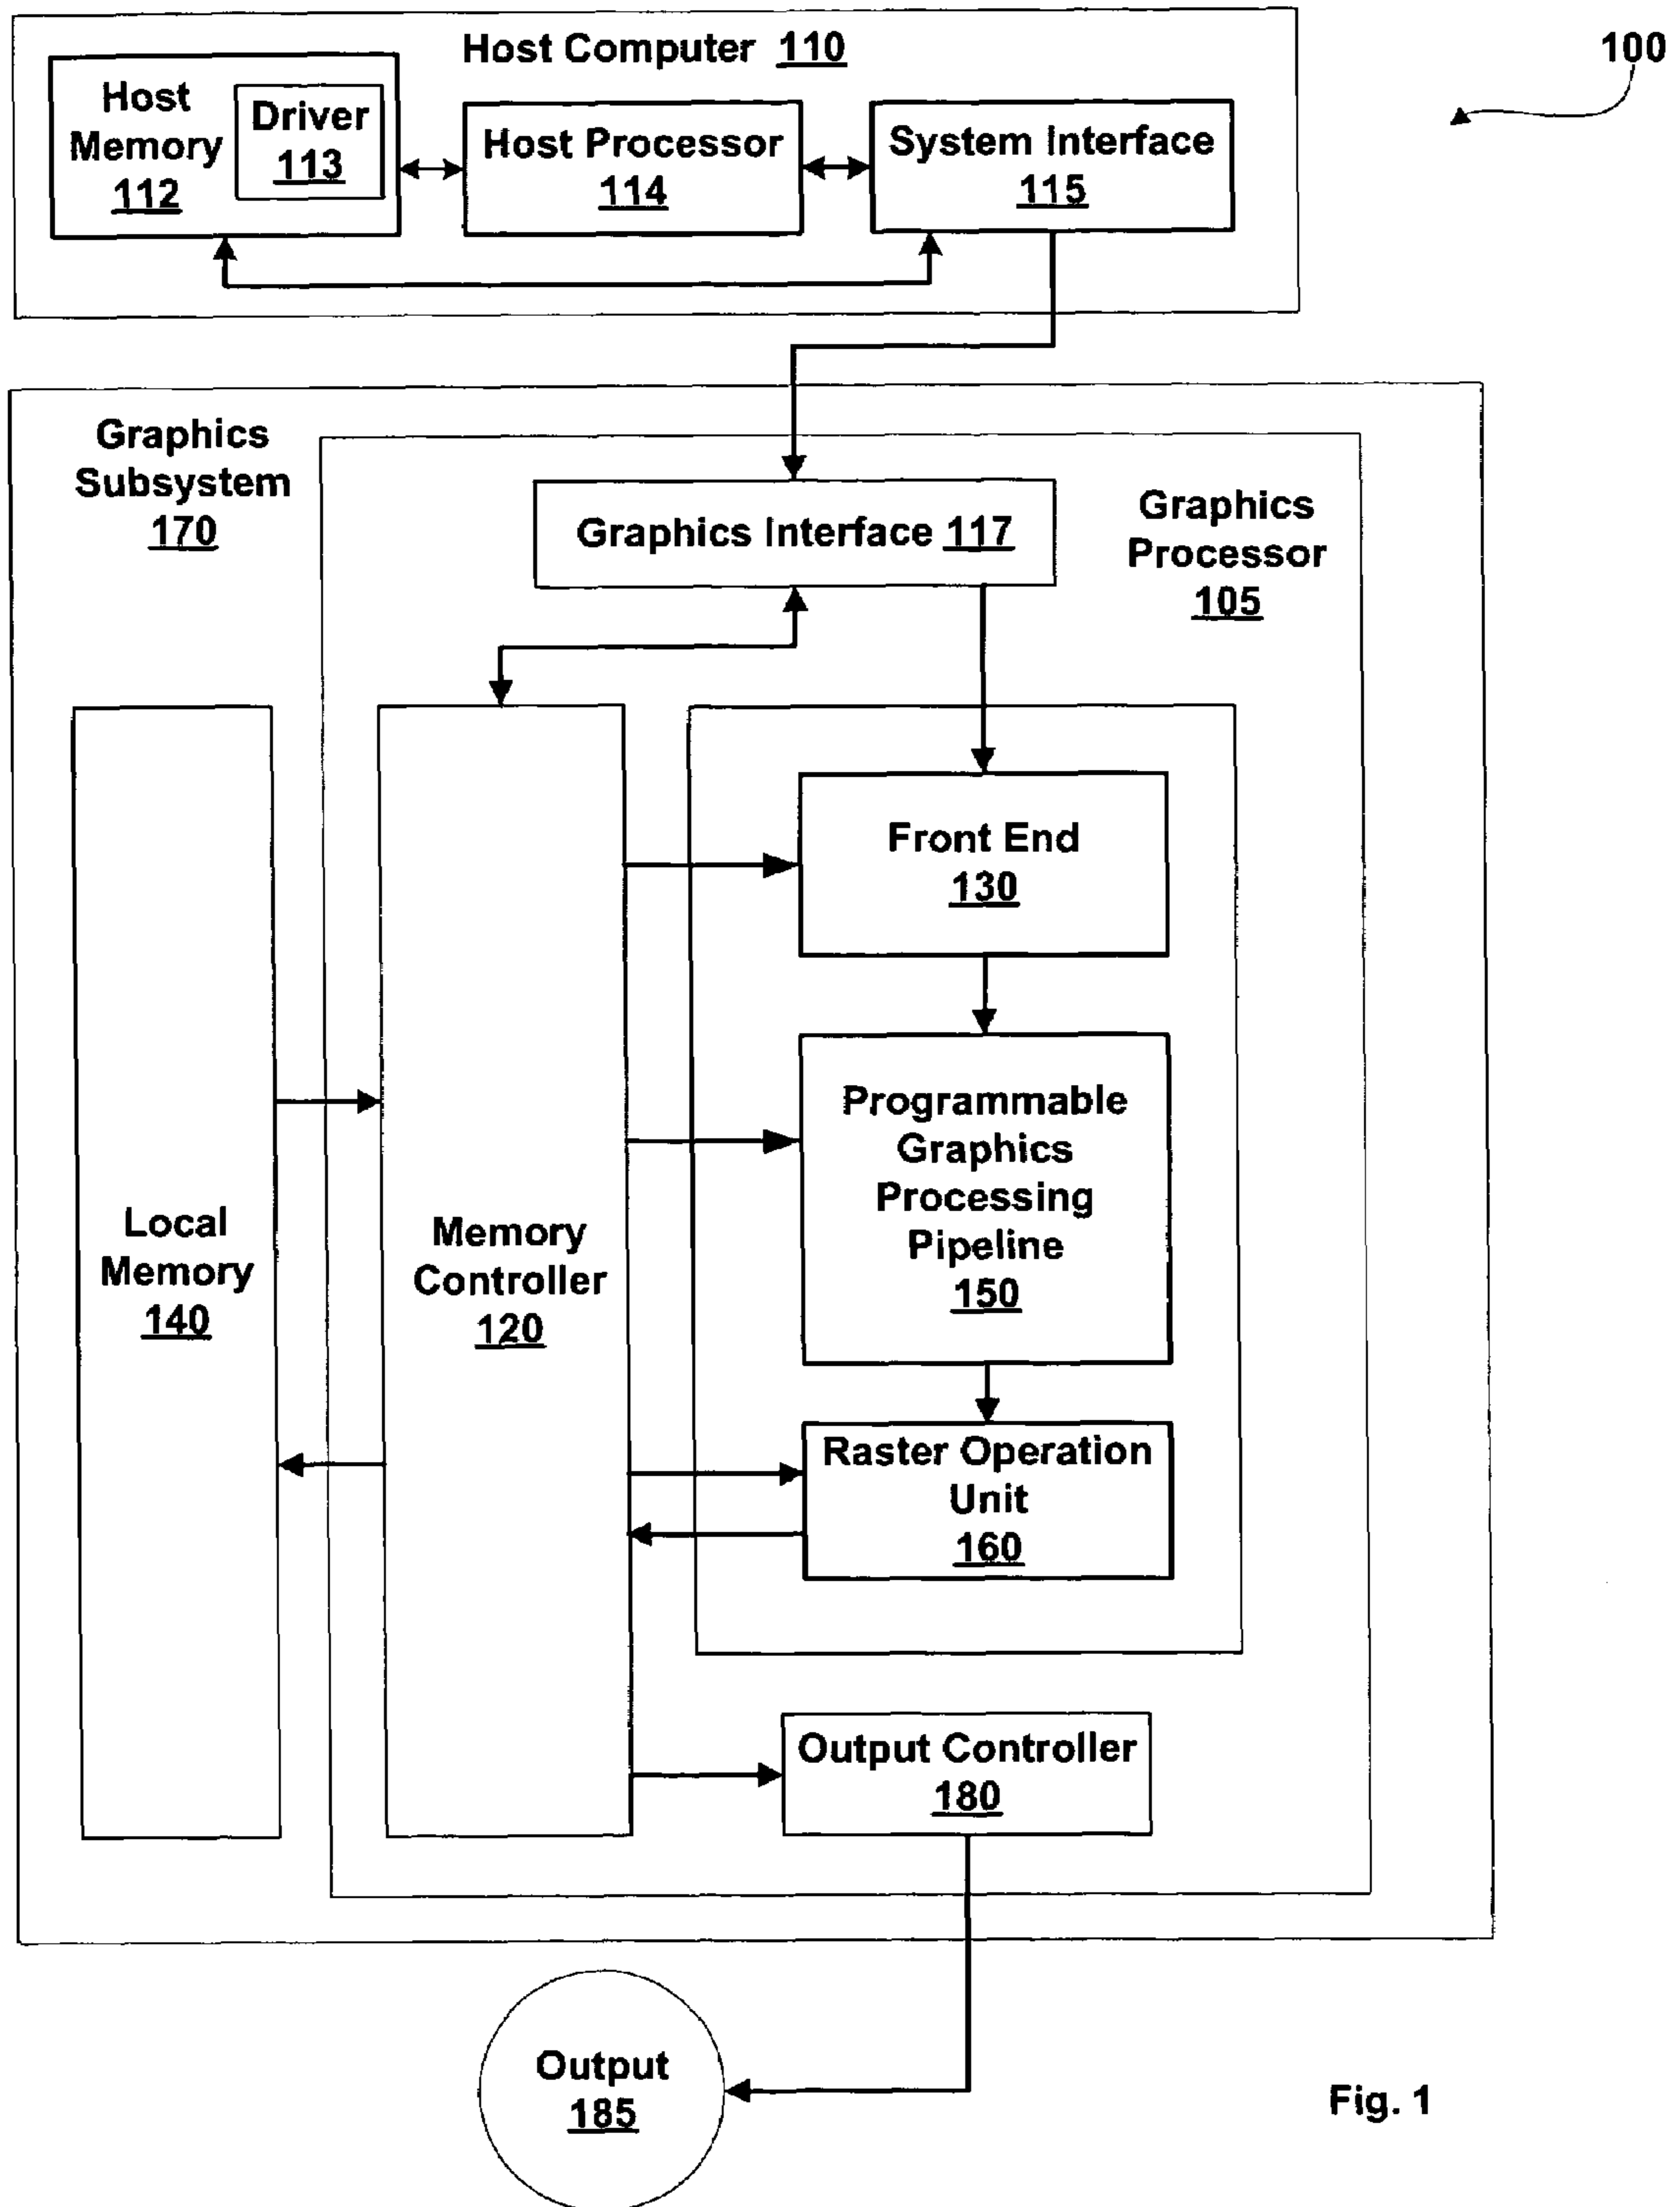 Host Computer 110
100
Host
Memory
112
Driver
113
Host Processor
114
System Interface
115
Graphics
Subsystem
170
Graphics Interface 117
Graphics
Processor
105
Front End
130
Programmable
Graphics
Processing
Pipeline
150
Local
Memory
140
Memory
Controller
120
Raster Operation
Unit
160
Output Controller
180
Output
185
Fig. 1